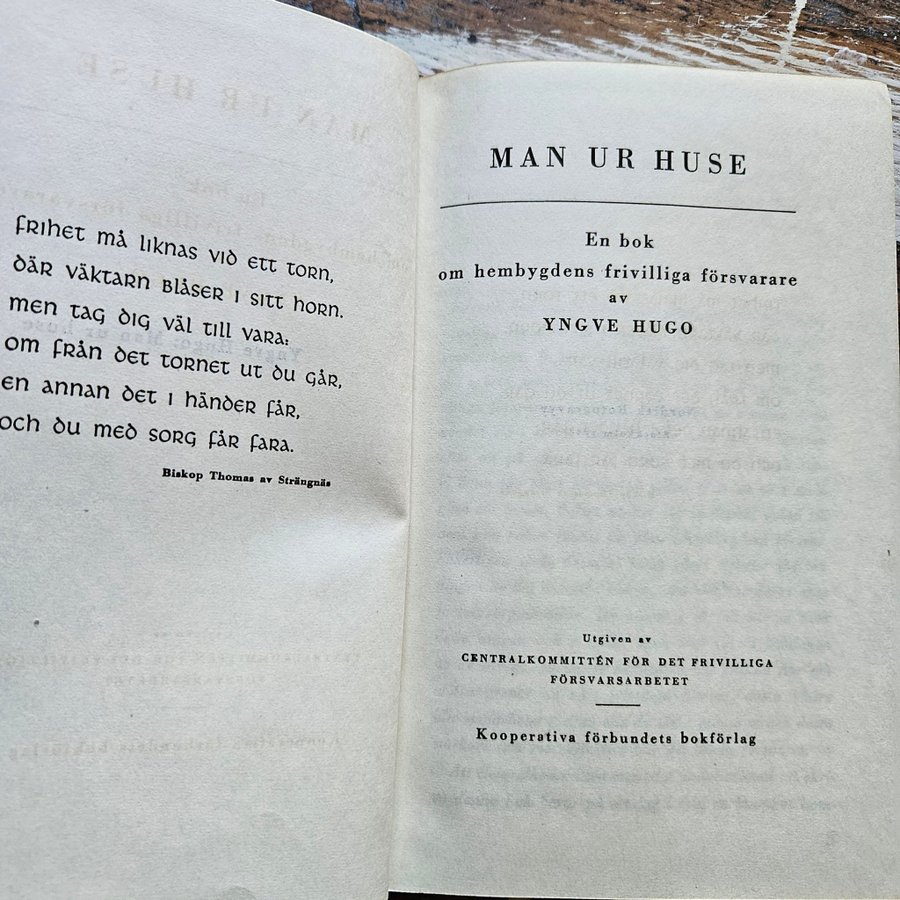 frihet må liknas vid ett torn,
där väktarn blåser i sitt horn.
men tag dig väl till vara:
om från det tornet ut du går,
en annan det i händer får,
och du med sorg får fara.
Biskop Thomas av Strängnäs
MAN UR HUSE
En bok
om hembygdens frivilliga försvarare
av
YNGVE HUGO
Utgiven av
CENTRALKOMMITTÉN FÖR DET FRIVILLIGA
FÖRSVARSARBETET
Kooperativa förbundets bokförlag